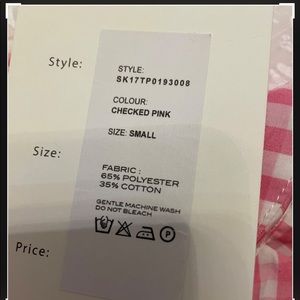 Style:
STYLE:
SK17TP0193008
COLOUR:
CHECKED PINK
SIZE: SMALL
Size:
FABRIC :
65% POLYESTER
35% COTTON
GENTLE MACHINE WASH
DO NOT BLEACH
Price: